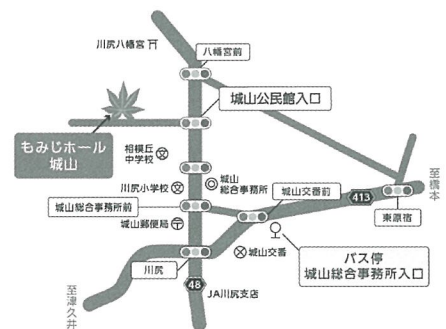 川尻八幡宮
八幡宮前
城山公民館入口
もみじホール
城山
相模丘
中学校
川尻小学校
城山
総合事務所
城山交番前
至橋本
413
東原宿
城山総合事務所前
城山郵便局
川尻
城山交番
バス停
城山総合事務所入口
48
JA川尻支店
至津久井